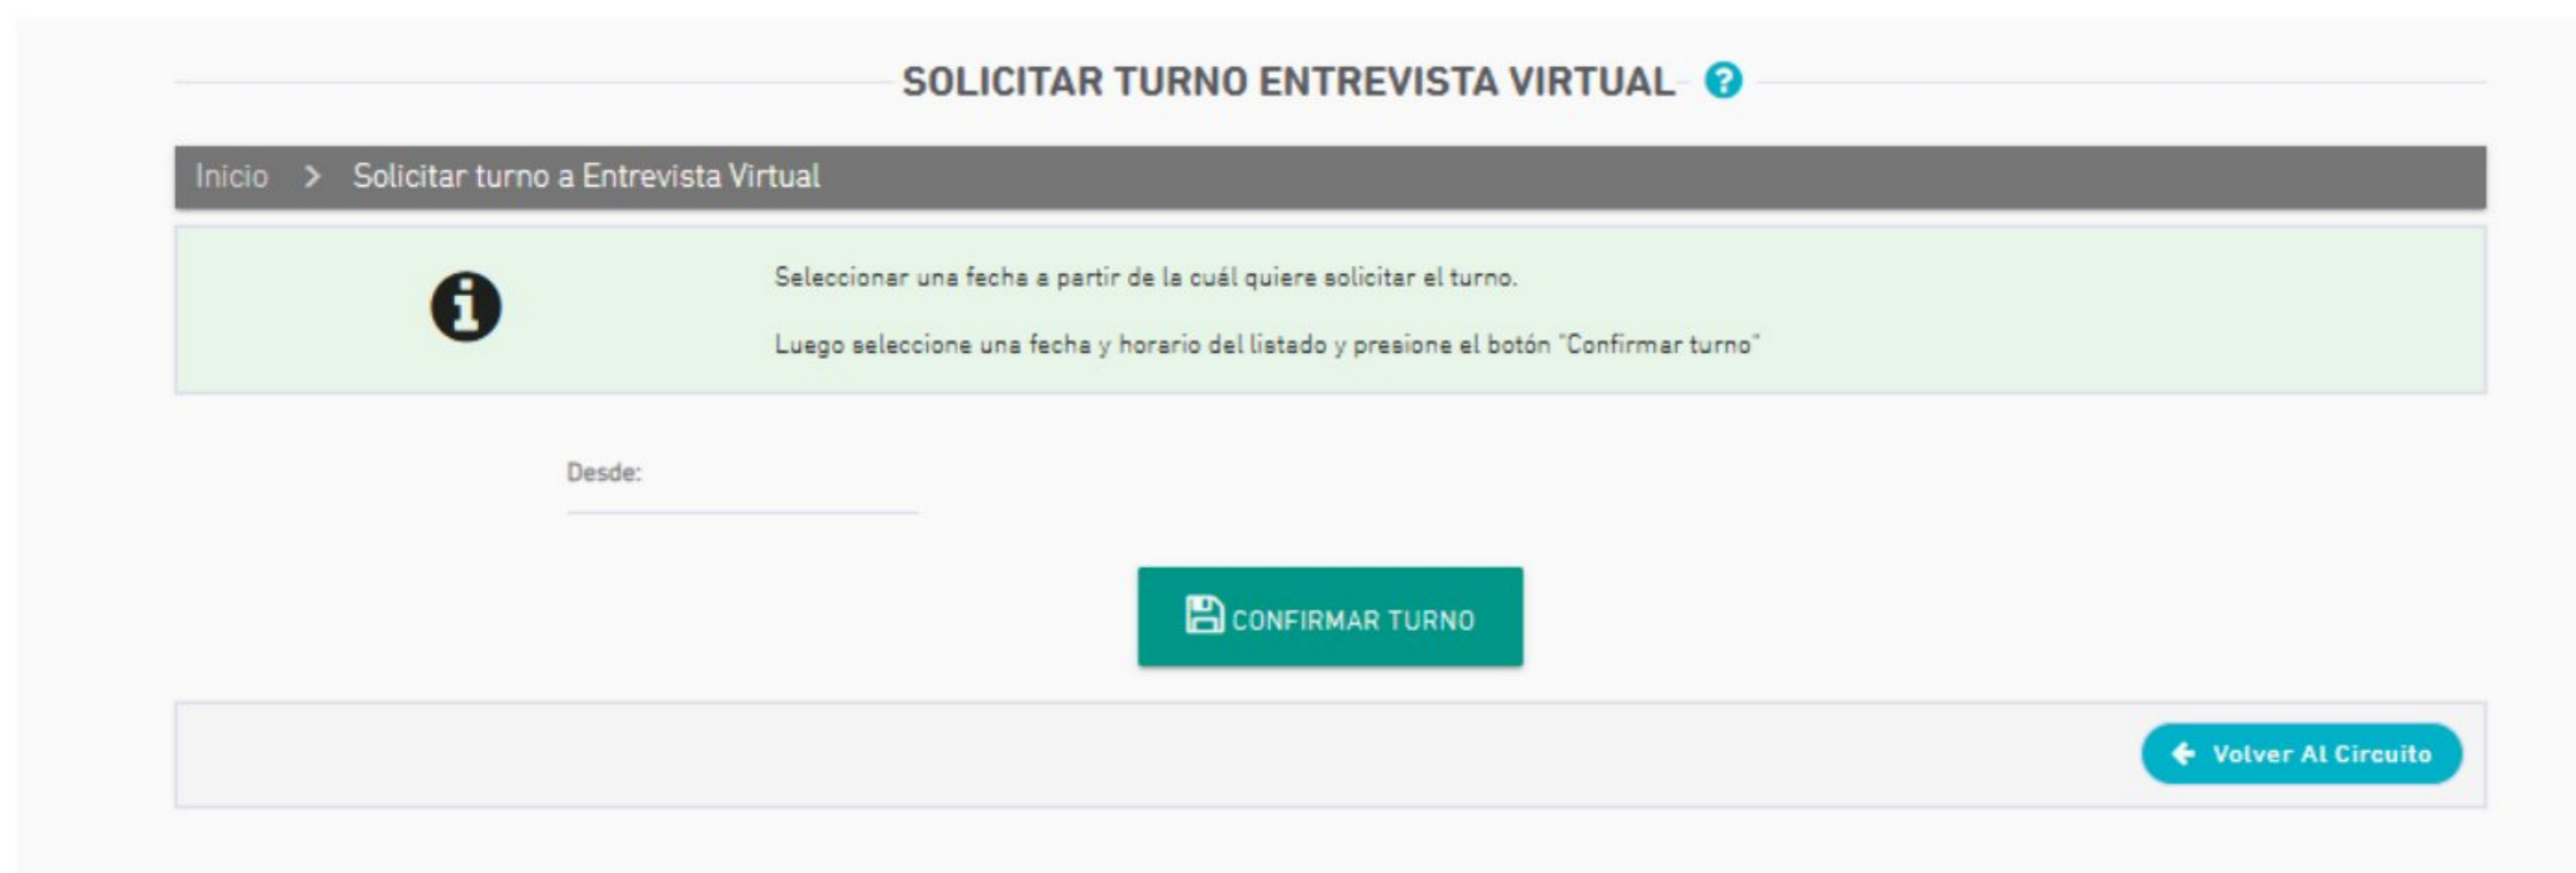 SOLICITAR TURNO ENTREVISTA VIRTUAL
Inicio > Solicitar turno a Entrevista Virtual
Seleccionar una fecha a partir de la cuál quiere solicitar el turno.
Luego seleccione una fecha y horario del listado y presione el botón "Confirmar turno"
Desde:
CONFIRMAR TURNO
Volver Al Circuito